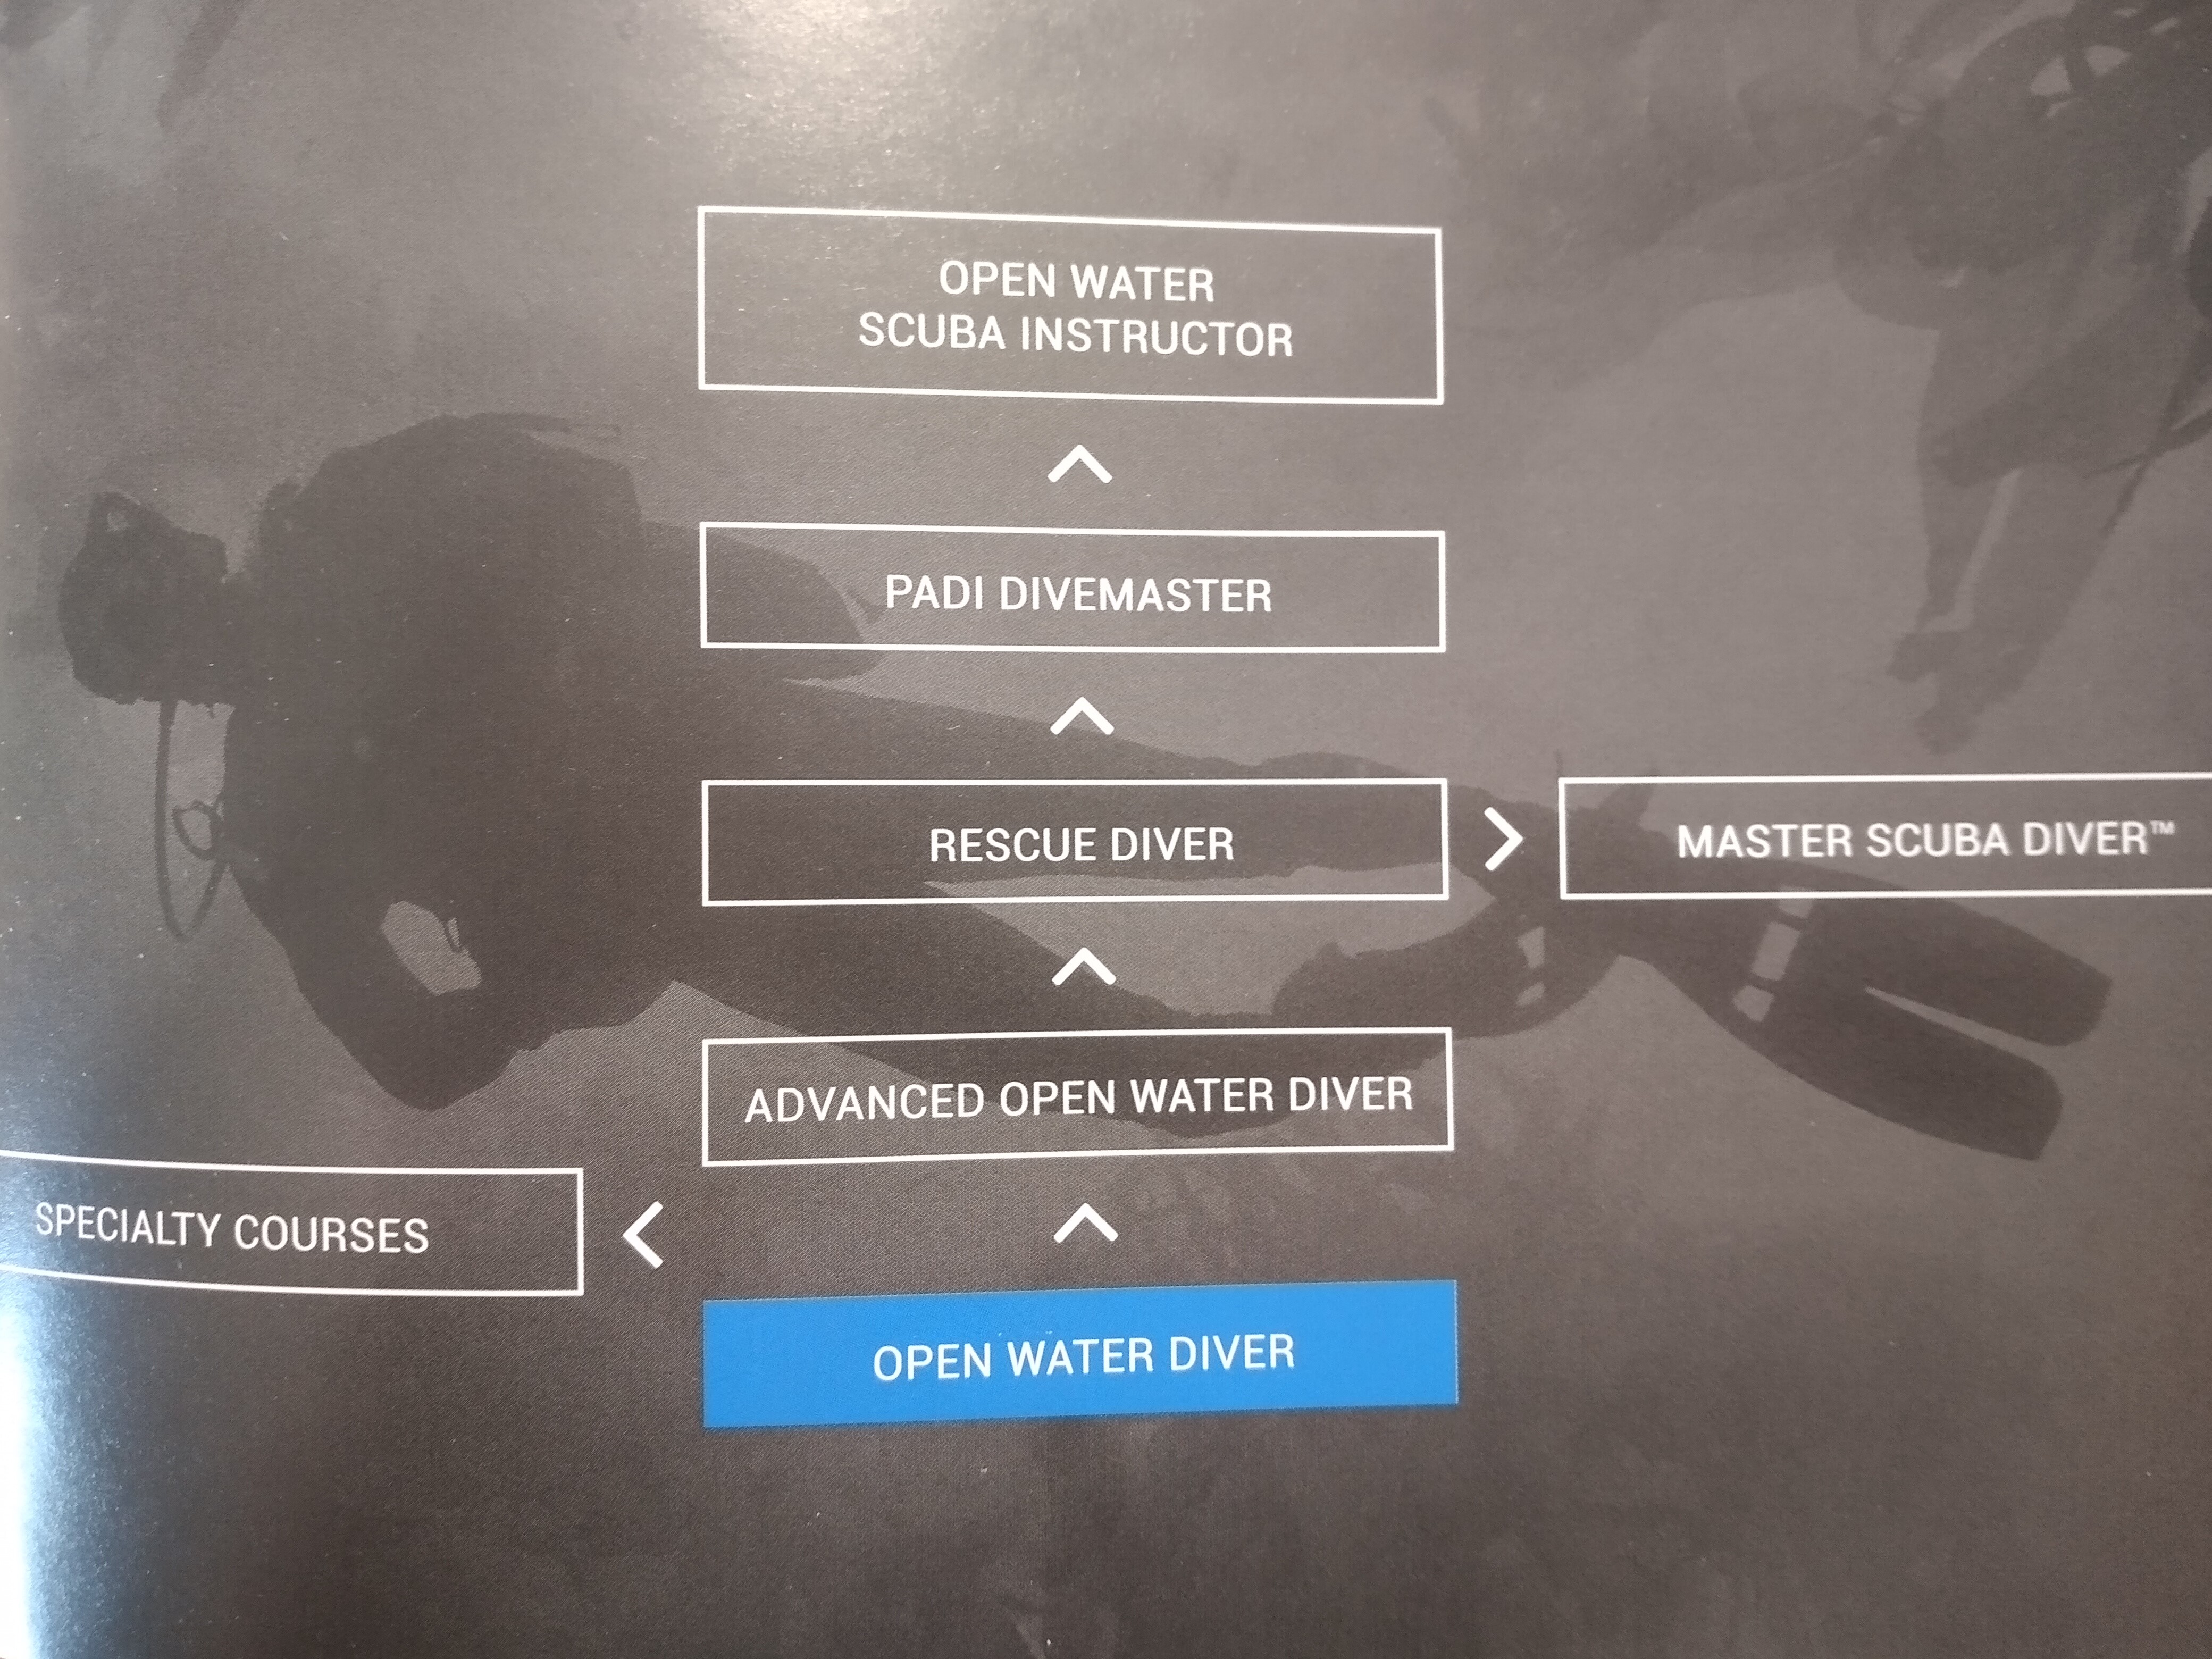 OPEN WATER
SCUBA INSTRUCTOR
PADI DIVEMASTER
RESCUE DIVER
MASTER SCUBA DIVER™
ADVANCED OPEN WATER DIVER
SPECIALTY COURSES
OPEN WATER DIVER